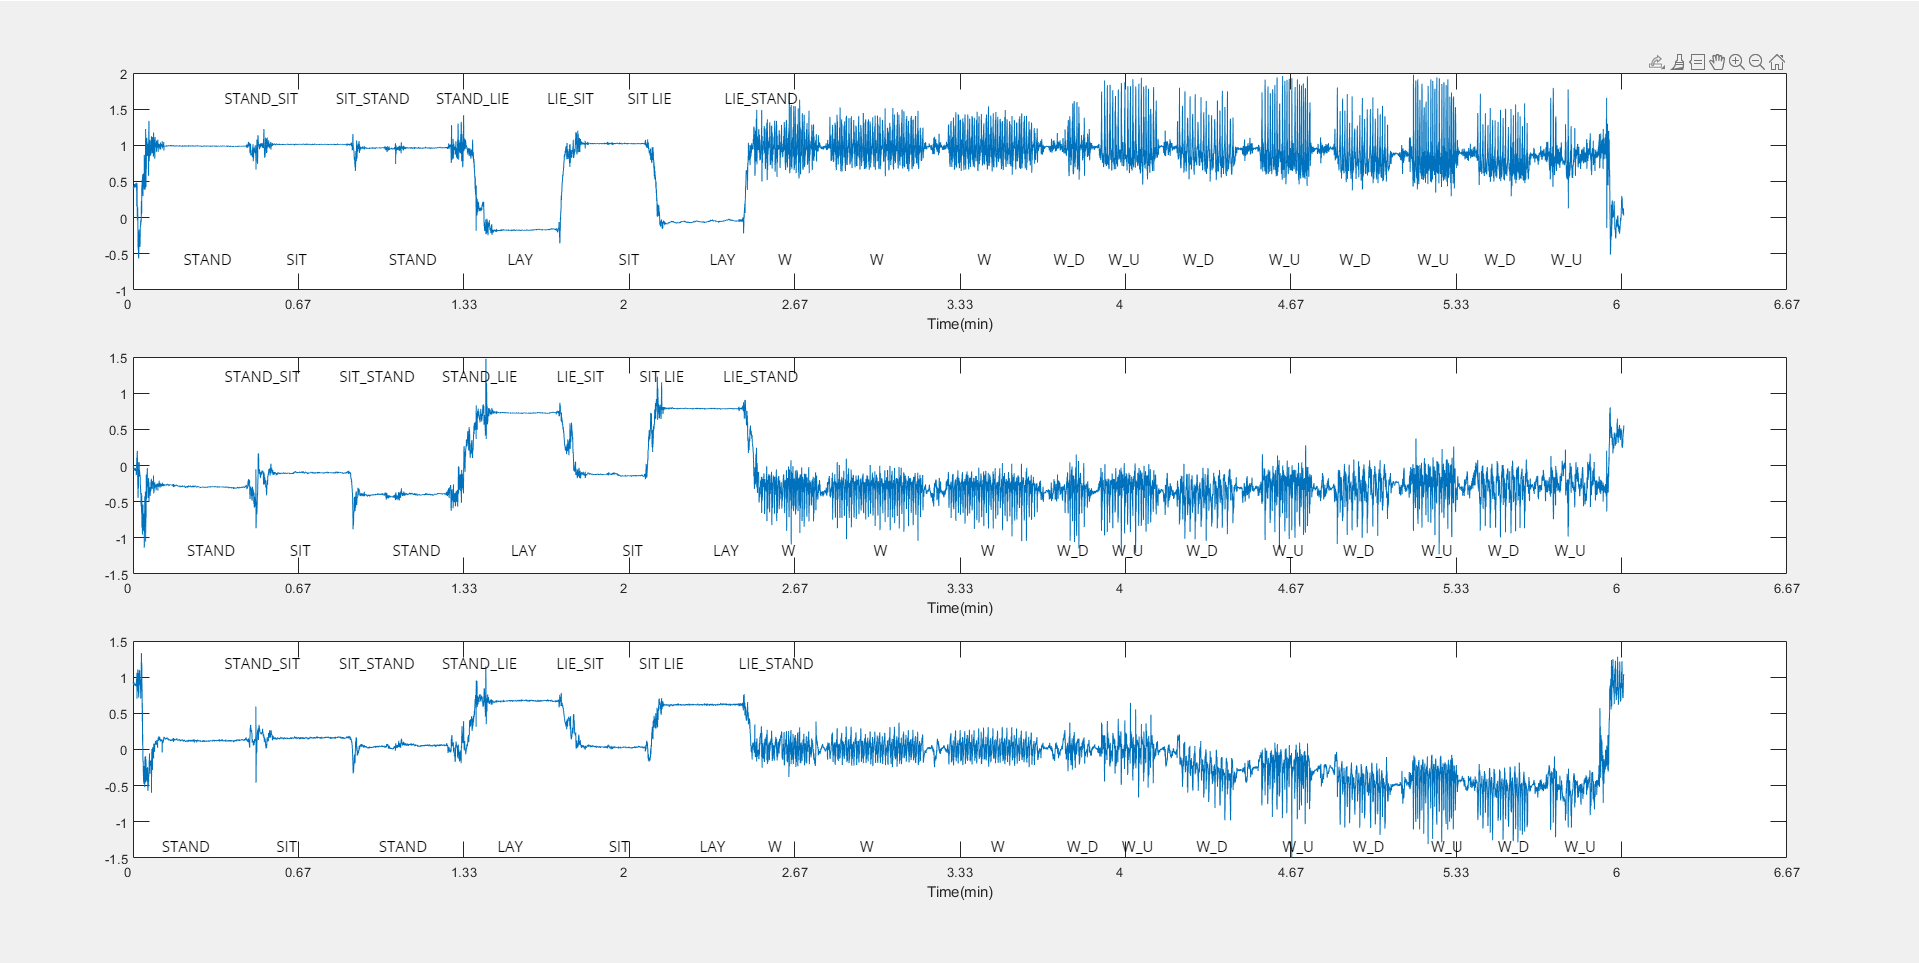 2
STAND_SIT SIT_STAND STAND_LIE LIE_SIT SIT LIE LIE_STAND
1.5
1
0.5
0
-0.5
STAND SIT STAND LAY SIT LAY W W W W_D W_U W_D W_U W_D W_U W_D W_U
-1
0 0.67 1.33 2 2.67 3.33 4 4.67 5.33 6 6.67
Time(min)
1.5
STAND_SIT SIT_STAND STAND_LIE LIE_SIT SIT LIE LIE_STAND
1
0.5
0
-0.5
-1
STAND SIT STAND LAY SIT LAY W W W W_D W_U W_D W_U W_D W_U W_D W_U
-1.5
0 0.67 1.33 2 2.67 3.33 4 4.67 5.33 6 6.67
Time(min)
1.5
STAND_SIT SIT_STAND STAND_LIE LIE_SIT SIT LIE LIE_STAND
1
0.5
0
-0.5
-1
STAND SIT STAND LAY SIT LAY W W W W_D W_U W_D W_U W_D W_U W_D W_U
-1.5
0 0.67 1.33 2 2.67 3.33 4 4.67 5.33 6 6.67
Time(min)